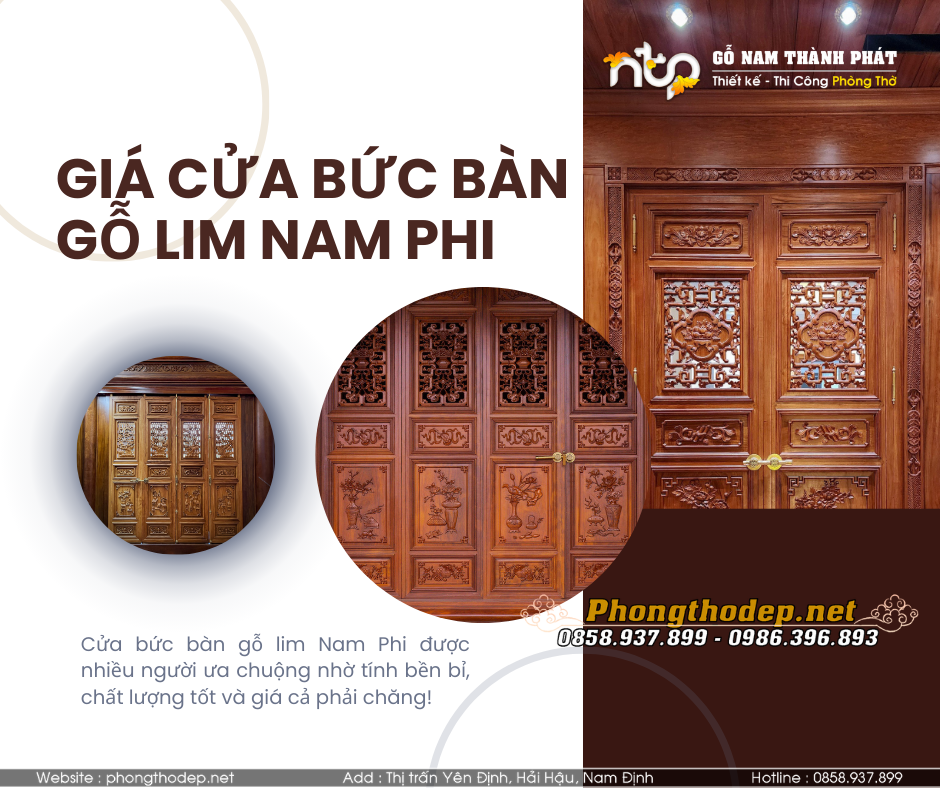 ntp
GỖ NAM THÀNH PHÁT
Thiết kế - Thi Công Phòng Thờ
GIÁ CỬA BỨC BÀN
GỖ LIM NAM PHI
Phongthodep.net
0858.937.899 - 0986.396.893
Cửa bức bàn gỗ lim Nam Phi được
nhiều người ưa chuộng nhờ tính bền bỉ,
chất lượng tốt và giá cả phải chăng!
Website : phongthodep.net
Add : Thị trấn Yên Định, Hải Hậu, Nam Định
Hotline : 0858.937.899